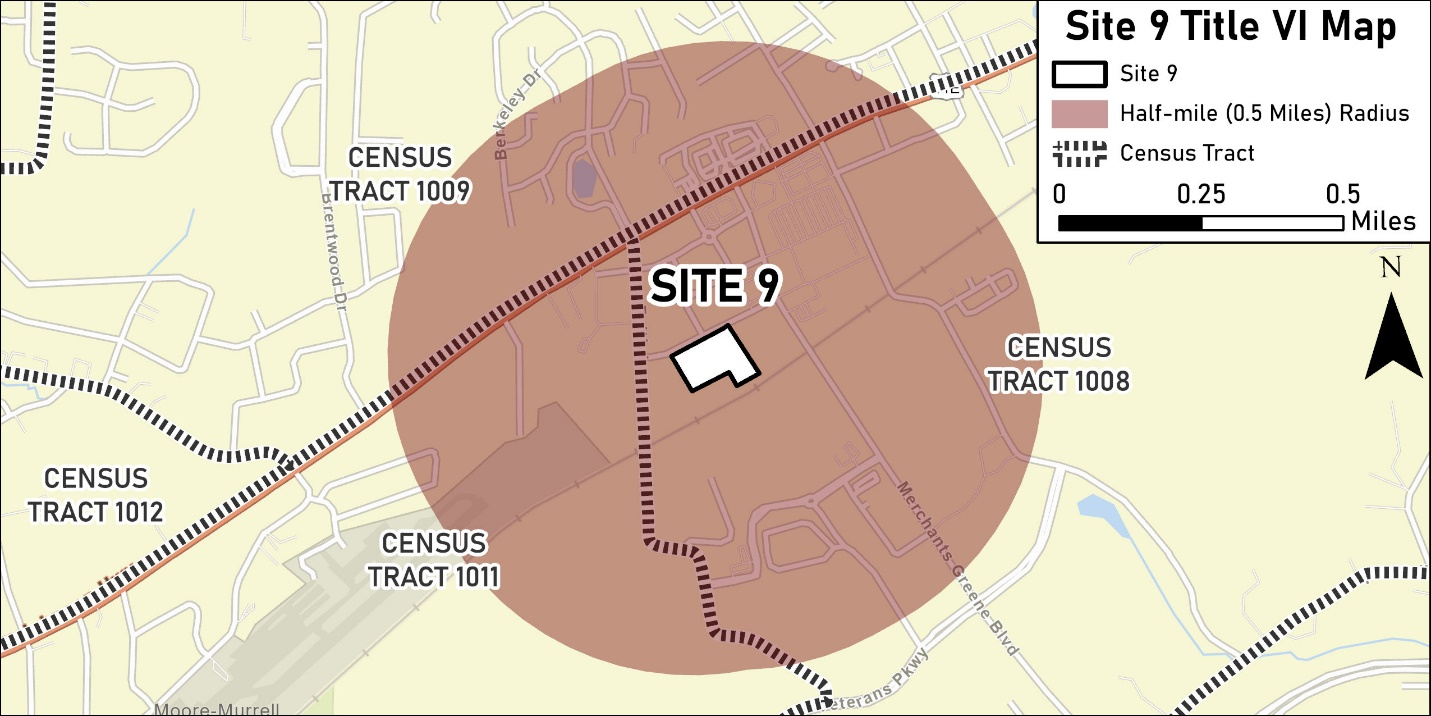 Site 9 Title VI Map
Site 9
Half-mile (0.5 Miles) Radius
Census Tract
0 0.25 0.5
Miles
N
Berkeley Dr
CENSUS
TRACT 1009
Brentwood Dr
SITE 9
CENSUS
TRACT 1008
CENSUS
TRACT 1012
CENSUS
TRACT 1011
Merchants Greene Blvd
eterans Pkwy
Moore-Murrell